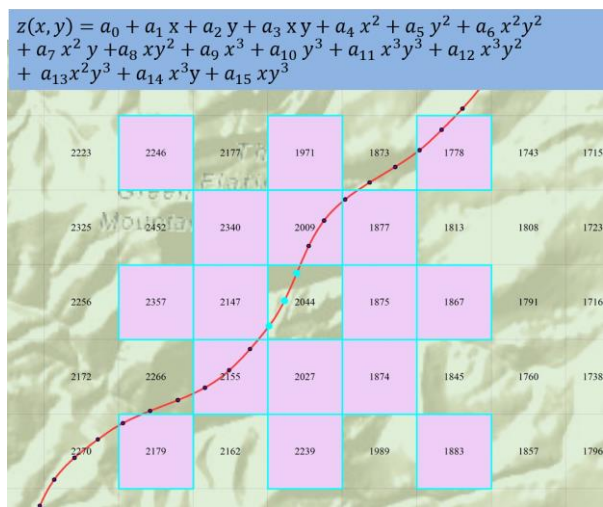 z(x, y) = a₀ + a₁ x + a₂ y + a₃ xy + a₄ x² + a₅ y² + a₆ x²y²
+ a₇ x² y + a₈ xy² + a₉ x³ + a₁₀ y³ + a₁₁ x³y³ + a₁₂ x³y²
+ a₁₃x²y³ + a₁₄ x³y + a₁₅ xy³
2223 2246 2177 1971 1873 1778 1743 1715
2325 2452 2340 2009 1877 1813 1808 1723
2256 2357 2147 2044 1875 1867 1791 1716
2172 2266 2155 2027 1874 1845 1760 1738
2270 2179 2162 2239 1989 1883 1857 1796